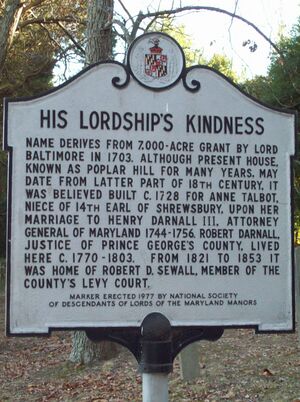 HIS LORDSHIP'S KINDNESS
NAME DERIVES FROM 7,000-ACRE GRANT BY LORD
BALTIMORE IN 1703. ALTHOUGH PRESENT HOUSE,
KNOWN AS POPLAR HILL FOR MANY YEARS, MAY
DATE FROM LATTER PART OF 18TH CENTURY, IT
WAS BELIEVED BUILT C. 1728 FOR ANNE TALBOT,
NIECE OF 14TH EARL OF SHREWSBURY, UPON HER
MARRIAGE TO HENRY DARNALL III, ATTORNEY
GENERAL OF MARYLAND 1744-1756. ROBERT DARNALL,
JUSTICE OF PRINCE GEORGE'S COUNTY, LIVED
HERE C. 1770-1803. FROM 1821 TO 1853 IT
WAS HOME OF ROBERT D. SEWALL, MEMBER OF THE
COUNTY'S LEVY COURT.
MARKER ERECTED 1977 BY NATIONAL SOCIETY
OF DESCENDANTS OF LORDS OF THE MARYLAND MANORS